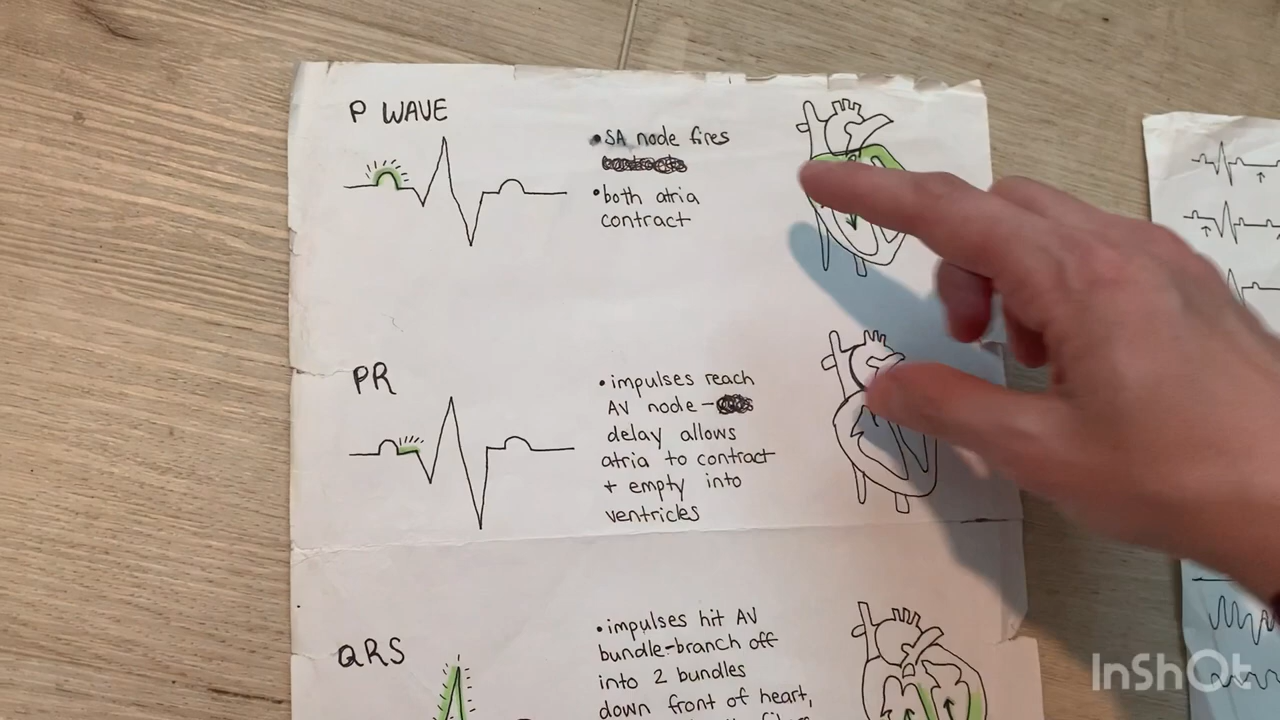 P WAVE
• SA node fires
• both atria
contract
PR
• impulses reach
AV node -
delay allows
atria to contract
+ empty into
ventricles
QRS
• impulses hit AV
bundle-branch off
into 2 bundles
down front of heart,
InShOt